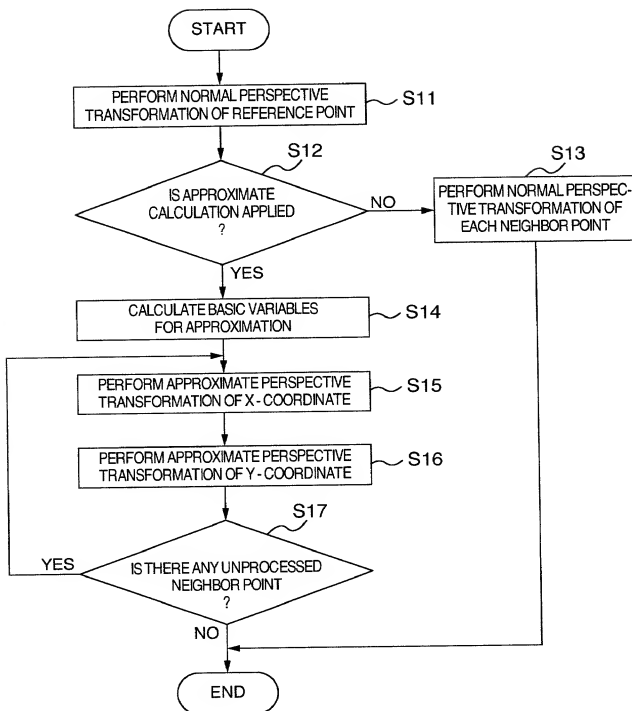 START
PERFORM NORMAL PERSPECTIVE
TRANSFORMATION OF REFERENCE POINT
S11
S12
IS APPROXIMATE
CALCULATION APPLIED
?
NO
S13
PERFORM NORMAL PERSPEC-
TIVE TRANSFORMATION OF
EACH NEIGHBOR POINT
YES
CALCULATE BASIC VARIABLES
FOR APPROXIMATION
S14
PERFORM APPROXIMATE PERSPECTIVE
TRANSFORMATION OF X - COORDINATE
S15
PERFORM APPROXIMATE PERSPECTIVE
TRANSFORMATION OF Y - COORDINATE
S16
S17
YES
IS THERE ANY UNPROCESSED
NEIGHBOR POINT
?
NO
END